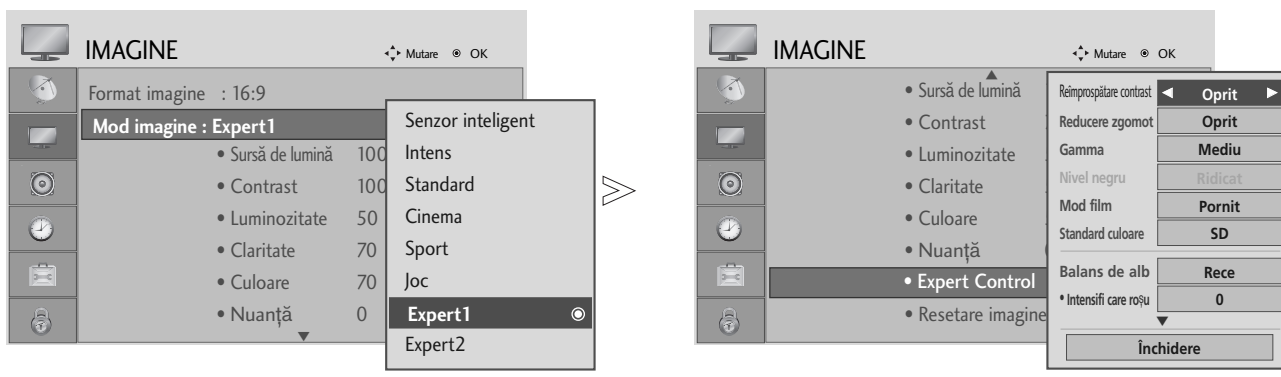 IMAGINE
Mutare OK
Format imagine : 16:9
Mod imagine : Expert1
• Sursă de lumină 100
• Contrast 100
• Luminozitate 50
• Claritate 70
• Culoare 70
• Nuanță 0
Senzor inteligent
Intens
Standard
Cinema
Sport
Joc
Expert1
Expert2
IMAGINE
Mutare OK
• Sursă de lumină
• Contrast
• Luminozitate
• Claritate
• Culoare
• Nuanță
• Expert Control
• Resetare imagine
Reîmprospătare contrast Oprit
Reducere zgomot Oprit
Gamma Mediu
Nivel negru Ridicat
Mod film Pornit
Standard culoare SD
Balans de alb Rece
• Intensifi care roşu 0
Închidere